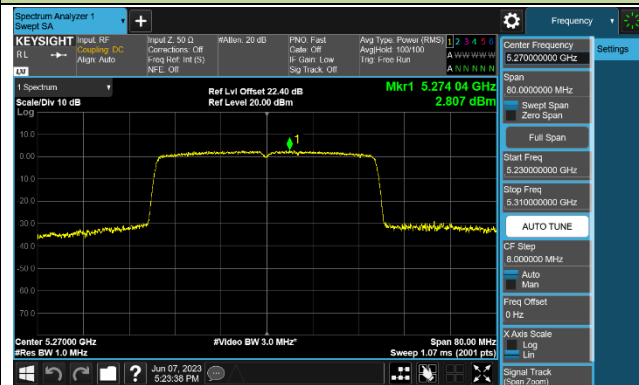 Spectrum Analyzer 1
Swept SA
Frequency
KEYSIGHT
RL
LXI
Input: RF
Coupling: DC
Align: Auto
Input Z: 50 Ω
Corrections: Off
Freq Ref: Int (S)
NFE: Off
#Atten: 20 dB
PNO: Fast
Gate: Off
IF Gain: Low
Sig Track: Off
Avg Type: Power (RMS)
Avg|Hold: 100/100
Trig: Free Run
1 2 3 4 5 6
A W W W W W
A N N N N N
1 Spectrum
Scale/Div 10 dB
Log
Ref Lvl Offset 22.40 dB
Ref Level 20.00 dBm
Mkr1 5.274 04 GHz
2.807 dBm
1
10.0
0.00
-10.0
-20.0
-30.0
-40.0
-50.0
-60.0
-70.0
Center 5.27000 GHz
#Res BW 1.0 MHz
#Video BW 3.0 MHz*
Span 80.00 MHz
Sweep 1.07 ms (2001 pts)
Jun 07, 2023
5:23:38 PM
Center Frequency
5.270000000 GHz
Span
80.0000000 MHz
Swept Span
Zero Span
Full Span
Start Freq
5.230000000 GHz
Stop Freq
5.310000000 GHz
AUTO TUNE
CF Step
8.000000 MHz
Auto
Man
Freq Offset
0 Hz
X Axis Scale
Log
Lin
Signal Track
(Span Zoom)
Settings